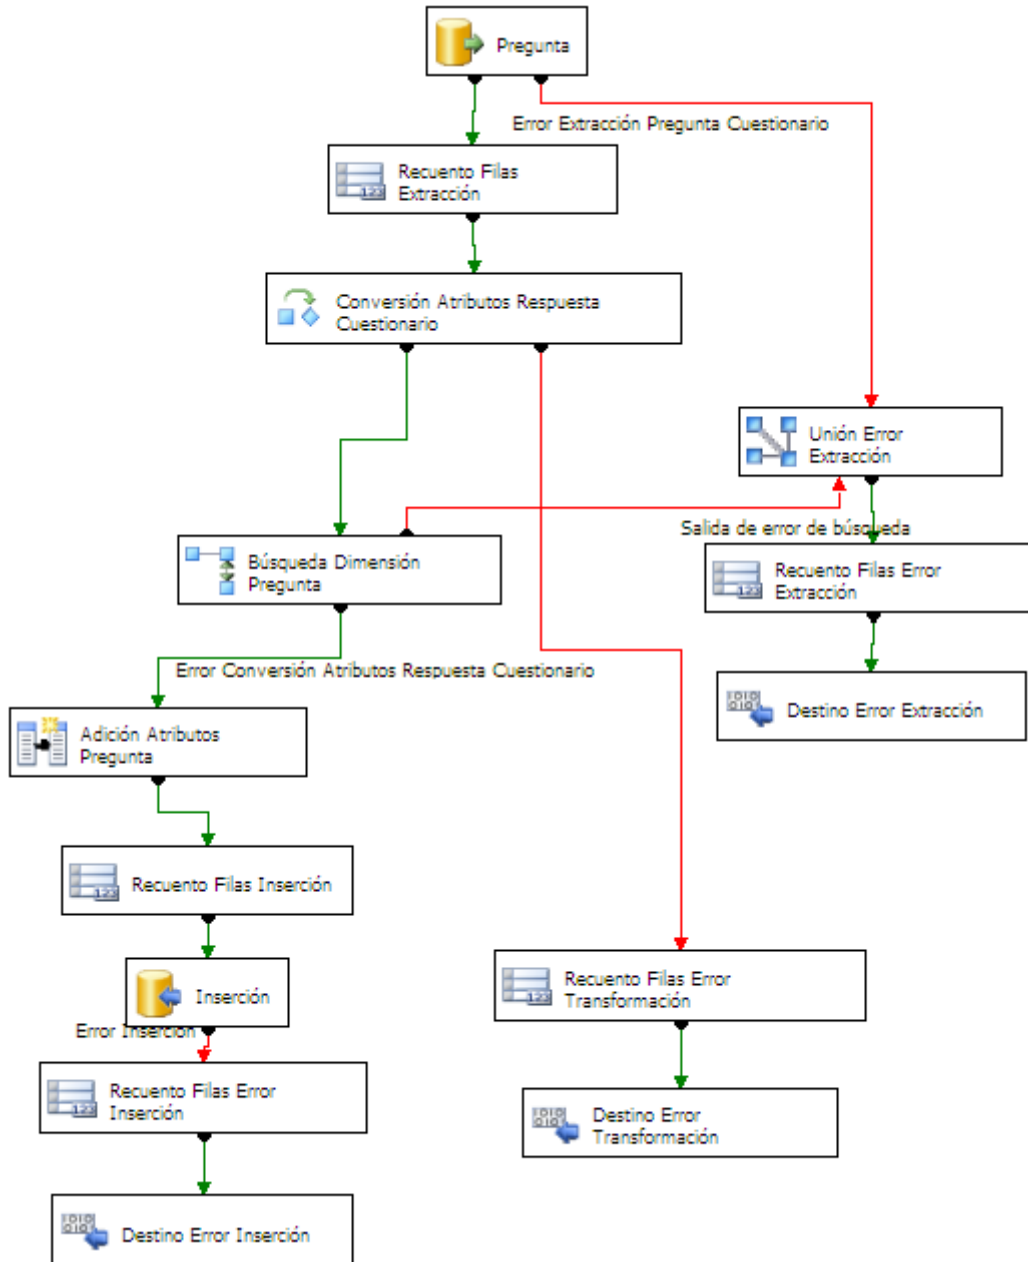 Pregunta
Error Extracción Pregunta Cuestionario
Recuento Filas
Extracción
Conversión Atributos Respuesta
Cuestionario
Unión Error
Extracción
Salida de error de búsqueda
Búsqueda Dimensión
Pregunta
Recuento Filas Error
Extracción
Error Conversión Atributos Respuesta Cuestionario
Destino Error Extracción
Adición Atributos
Pregunta
Recuento Filas Inserción
Inserción
Error Inserción
Recuento Filas Error
Transformación
Recuento Filas Error
Inserción
Destino Error
Transformación
Destino Error Inserción